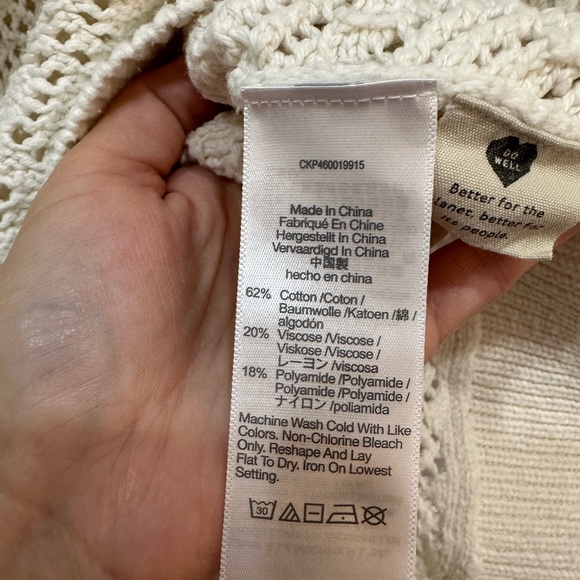 CKP460019915
Made In China
Fabriqué En Chine
Hergestellt In China
Vervaardigd In China
中国製
hecho en china
62% Cotton /Coton /
Baumwolle /Katoen /綿 /
algodón
20% Viscose /Viscose /
Viskose /Viscose /
レーヨン /viscosa
18% Polyamide /Polyamide /
Polyamide /Polyamide /
ナイロン /poliamida
Machine Wash Cold With Like
Colors. Non-Chlorine Bleach
Only. Reshape And Lay
Flat To Dry. Iron On Lowest
Setting.
30
DO
WELL
Better for the
planet, better for
its people.